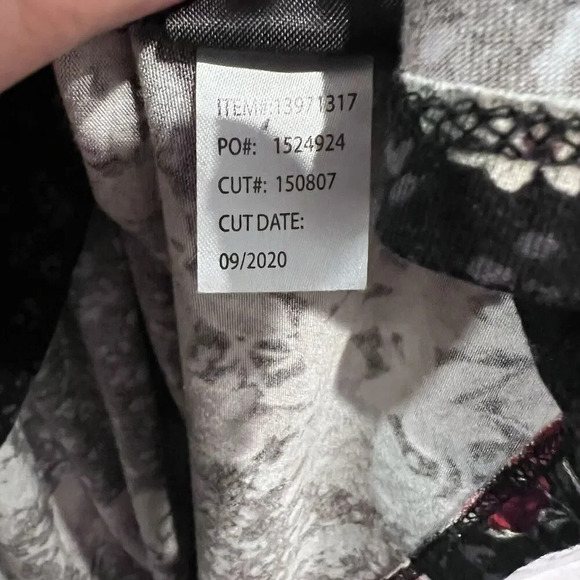 ITEM#: 13971317
PO#: 1524924
CUT#: 150807
CUT DATE:
09/2020